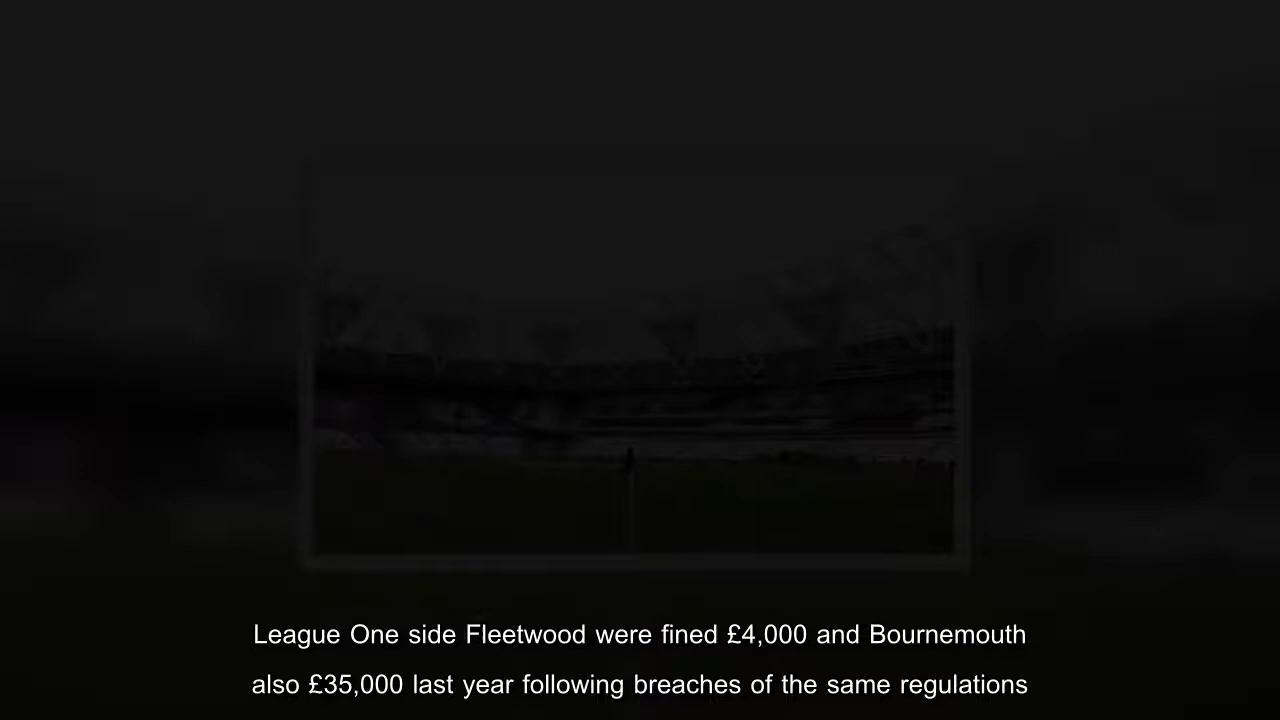 League One side Fleetwood were fined £4,000 and Bournemouth
also £35,000 last year following breaches of the same regulations